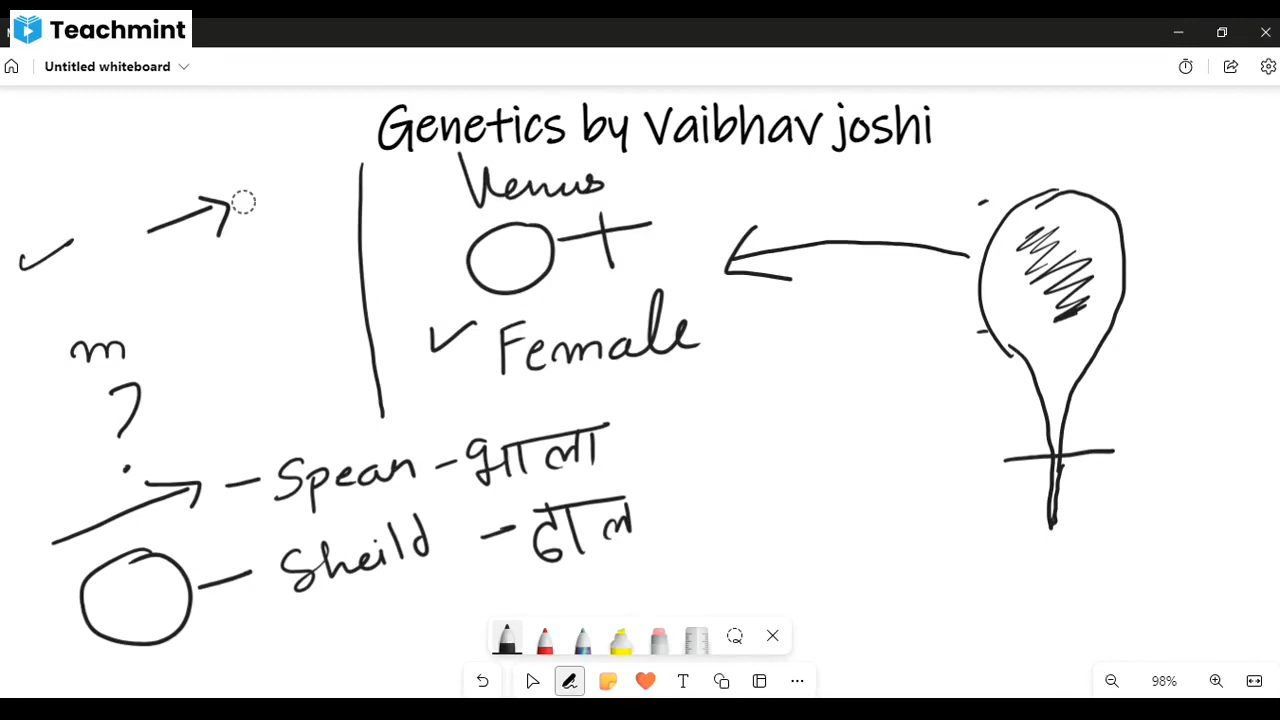 Teachmint
Untitled whiteboard
Genetics by Vaibhav joshi
Venus
Female
m
?
Spear - भाला
Sheild - ढाल
98%